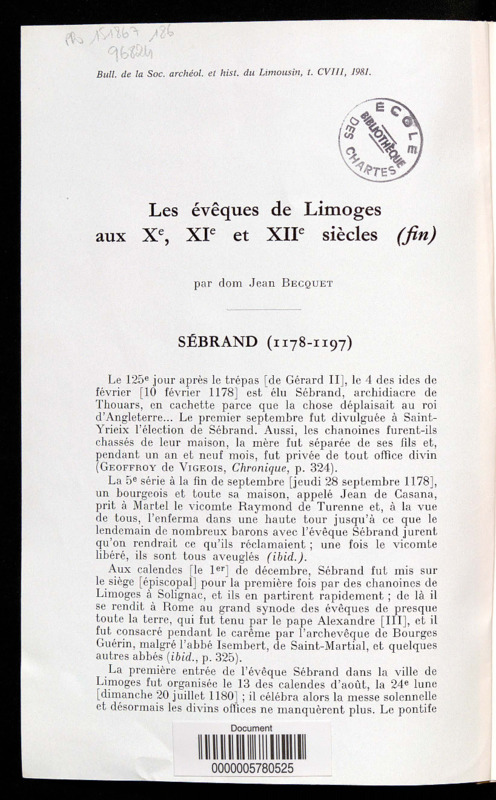 PRo 151867 186
96894
Bull. de la Soc. archéol. et hist. du Limousin, t. CVIII, 1981.
ÉCOLE
BIBLIOTHÈQUE
DES CHARTES
Les évêques de Limoges
aux Xe, XIe et XIIe siècles (fin)
par dom Jean BECQUET
SÉBRAND (1178-1197)
Le 125e jour après le trépas [de Gérard II], le 4 des ides de
février [10 février 1178] est élu Sébrand, archidiacre de
Thouars, en cachette parce que la chose déplaisait au roi
d'Angleterre... Le premier septembre fut divulguée à Saint-
Yrieix l'élection de Sébrand. Aussi, les chanoines furent-ils
chassés de leur maison, la mère fut séparée de ses fils et,
pendant un an et neuf mois, fut privée de tout office divin
(GEOFFROY de VIGEOIS, Chronique, p. 324).
La 5e série à la fin de septembre [jeudi 28 septembre 1178],
un bourgeois et toute sa maison, appelé Jean de Casana,
prit à Martel le vicomte Raymond de Turenne et, à la vue
de tous, l'enferma dans une haute tour jusqu'à ce que le
lendemain de nombreux barons avec l'évêque Sébrand jurent
qu'on rendrait ce qu'ils réclamaient ; une fois le vicomte
libéré, ils sont tous aveuglés (ibid.).
Aux calendes [le 1er] de décembre, Sébrand fut mis sur
le siège [épiscopal] pour la première fois par des chanoines de
Limoges à Solignac, et ils en partirent rapidement ; de là il
se rendit à Rome au grand synode des évêques de presque
toute la terre, qui fut tenu par le pape Alexandre [III], et il
fut consacré pendant le carême par l'archevêque de Bourges
Guérin, malgré l'abbé Isembert, de Saint-Martial, et quelques
autres abbés (ibid., p. 325).
La première entrée de l'évêque Sébrand dans la ville de
Limoges fut organisée le 13 des calendes d'août, la 24e lune
[dimanche 20 juillet 1180] ; il célébra alors la messe solennelle
et désormais les divins offices ne manquèrent plus. Le pontife
Document
0000005780525